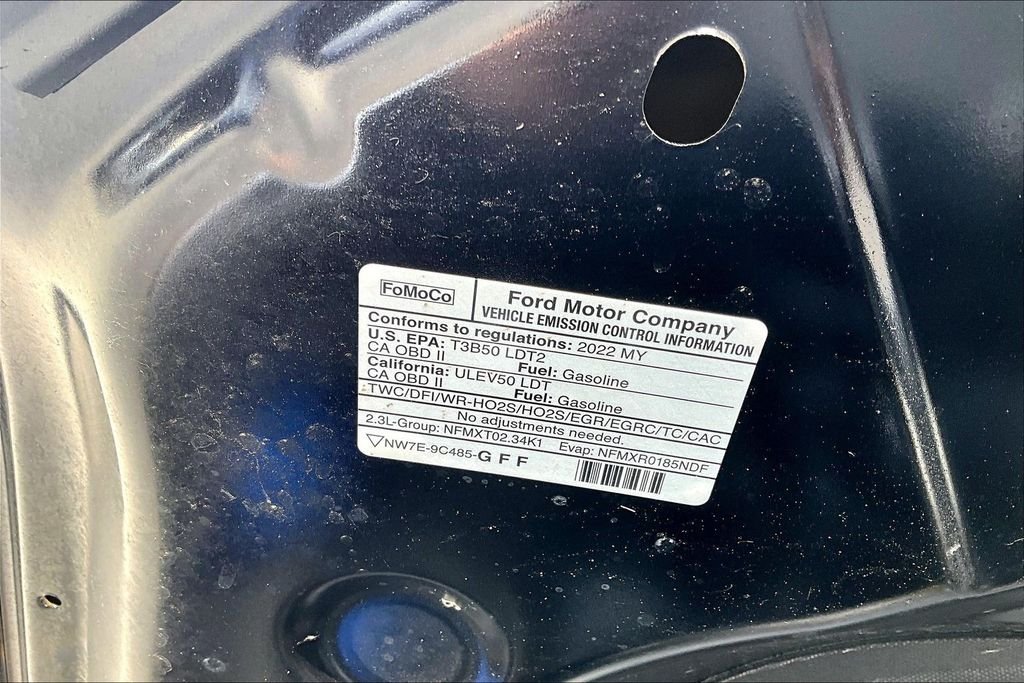 FoMoCo
Ford Motor Company
VEHICLE EMISSION CONTROL INFORMATION
Conforms to regulations: 2022 MY
U.S. EPA: T3B50 LDT2
CA OBD II Fuel: Gasoline
California: ULEV50 LDT
CA OBD II Fuel: Gasoline
TWC/DFI/WR-HO2S/HO2S/EGR/EGRC/TC/CAC
No adjustments needed.
2.3L-Group: NFMXT02.34K1 Evap: NFMXR0185NDF
NW7E-9C485-GFF